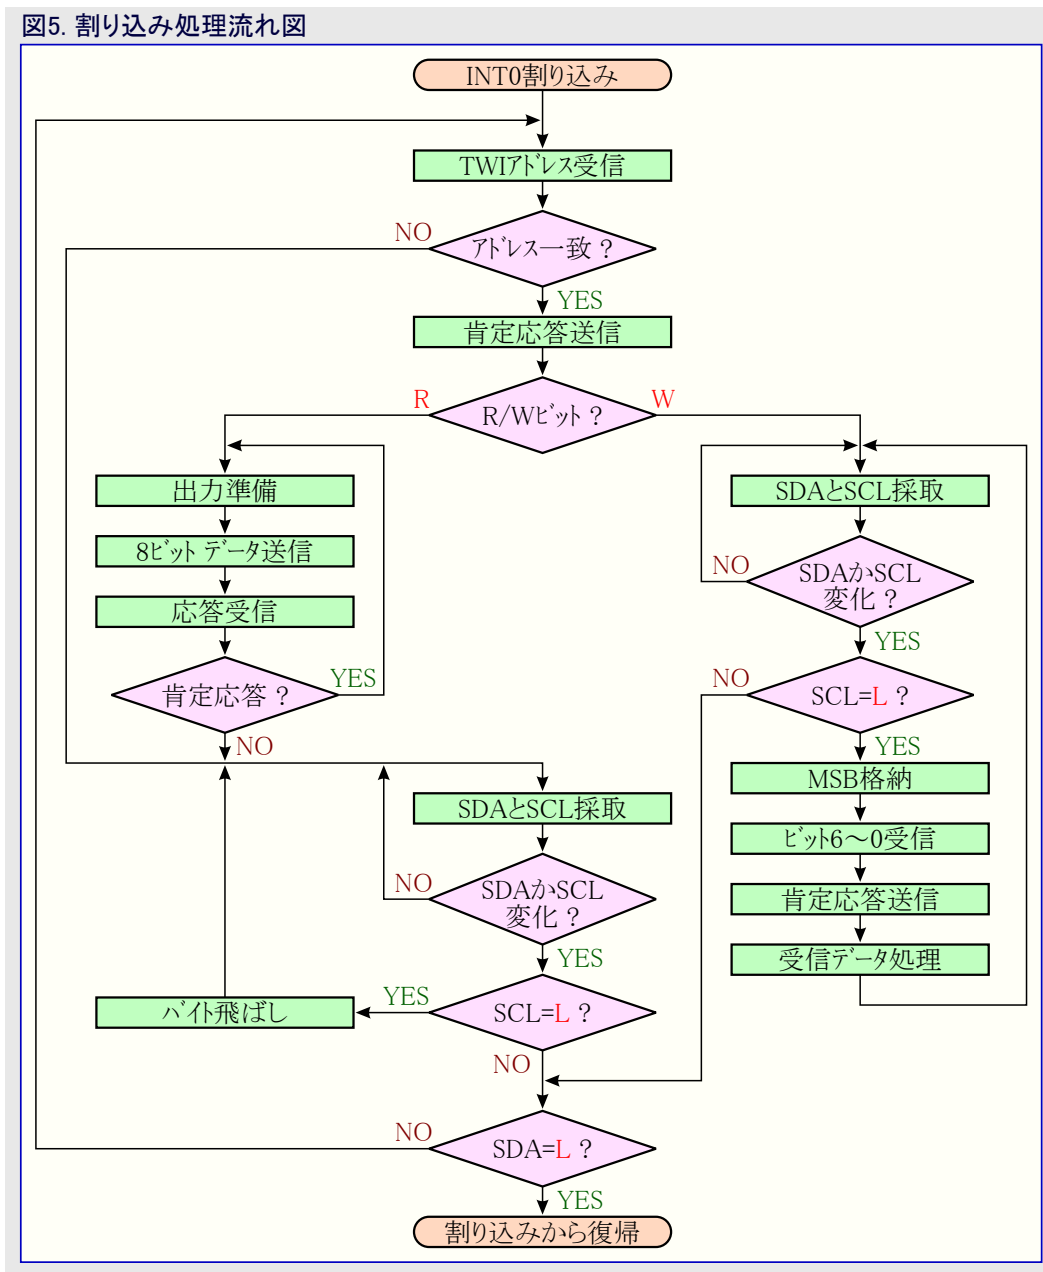 図5. 割り込み処理流れ図
INT0割り込み
TWIアドレス受信
NO
アドレス一致 ?
YES
肯定応答送信
R
R/Wビット ?
W
出力準備
8ビット データ送信
応答受信
肯定応答 ?
YES
NO
SDAとSCL採取
NO
SDAかSCL
変化 ?
YES
NO
SCL=L ?
YES
MSB格納
ビット6～0受信
肯定応答送信
受信データ処理
SDAとSCL採取
NO
SDAかSCL
変化 ?
YES
YES
SCL=L ?
バイト飛ばし
NO
NO
SDA=L ?
YES
割り込みから復帰